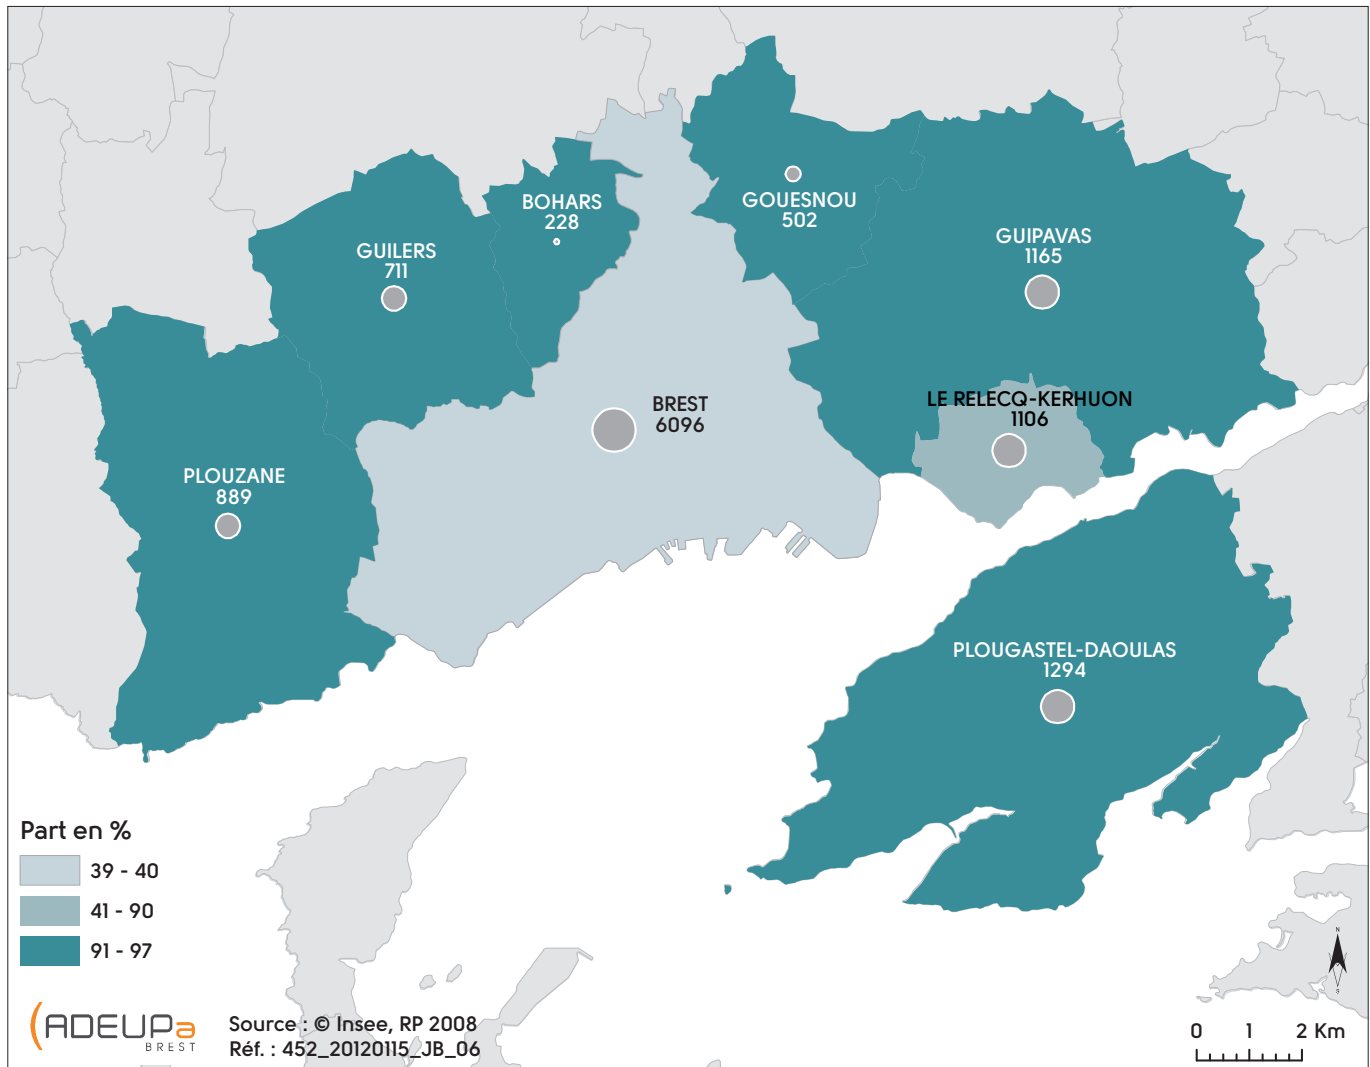 BOHARS
228
GOUESNOU
502
GUILERS
711
GUIPAVAS
1165
BREST
6096
LE RELECQ-KERHUON
1106
PLOUZANE
889
PLOUGASTEL-DAOULAS
1294
Part en %
39 - 40
41 - 90
91 - 97
N
S
ADEUPa
BREST
Source : © Insee, RP 2008
Réf. : 452_20120115_JB_06
0 1 2 Km